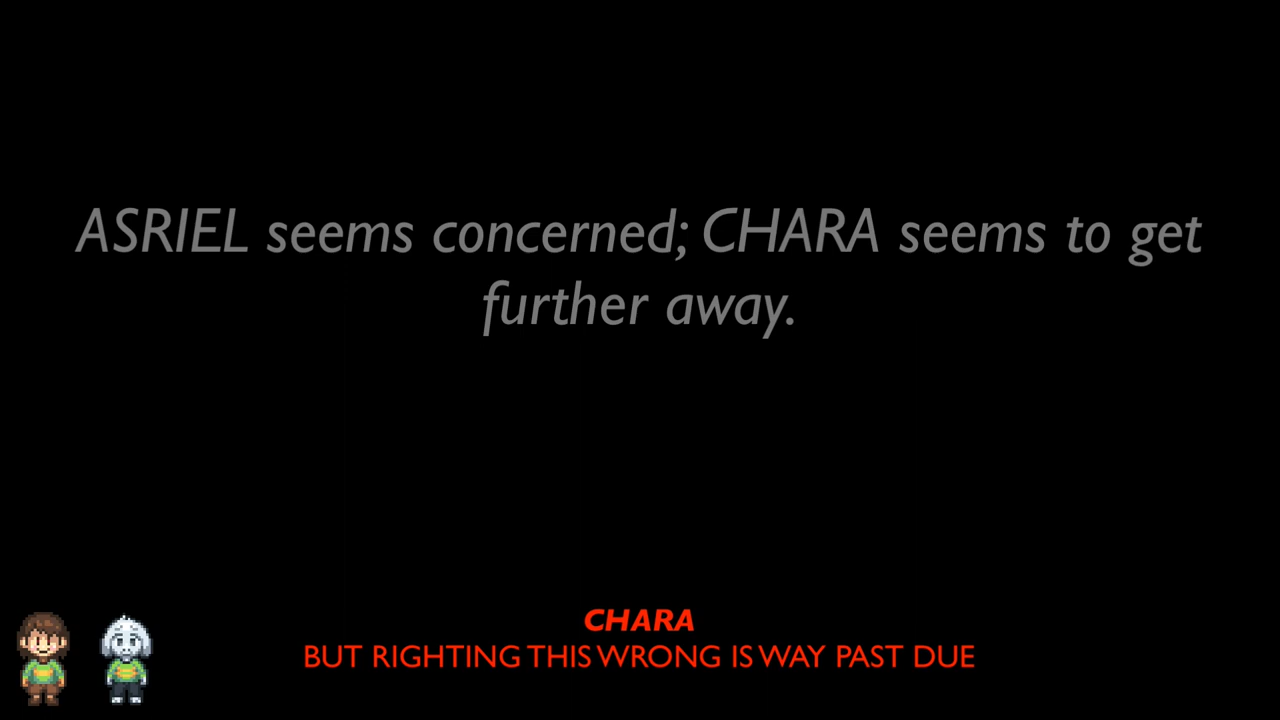 ASRIEL seems concerned; CHARA seems to get
further away.
CHARA
BUT RIGHTING THIS WRONG IS WAY PAST DUE